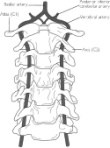 Basilar artery
Posterior inferior
cerebellar artery
Atlas (C1)
Vertebral artery
Axis (C2)